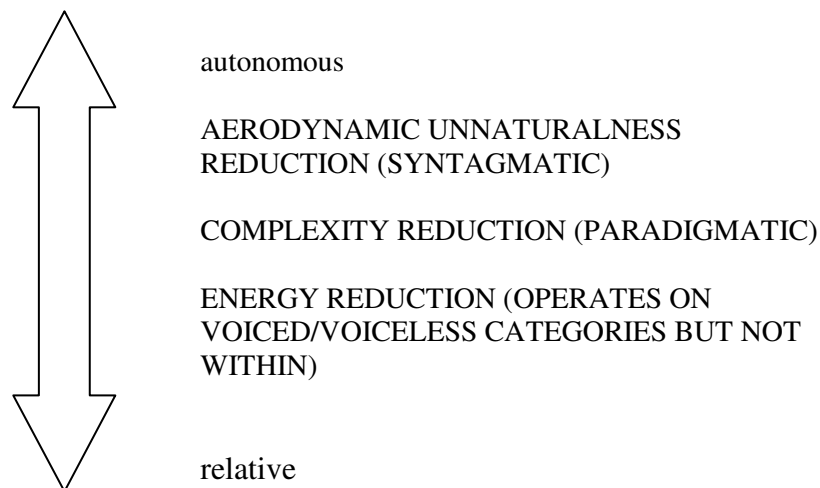 autonomous
AERODYNAMIC UNNATURALNESS
REDUCTION (SYNTAGMATIC)
COMPLEXITY REDUCTION (PARADIGMATIC)
ENERGY REDUCTION (OPERATES ON
VOICED/VOICELESS CATEGORIES BUT NOT
WITHIN)
relative